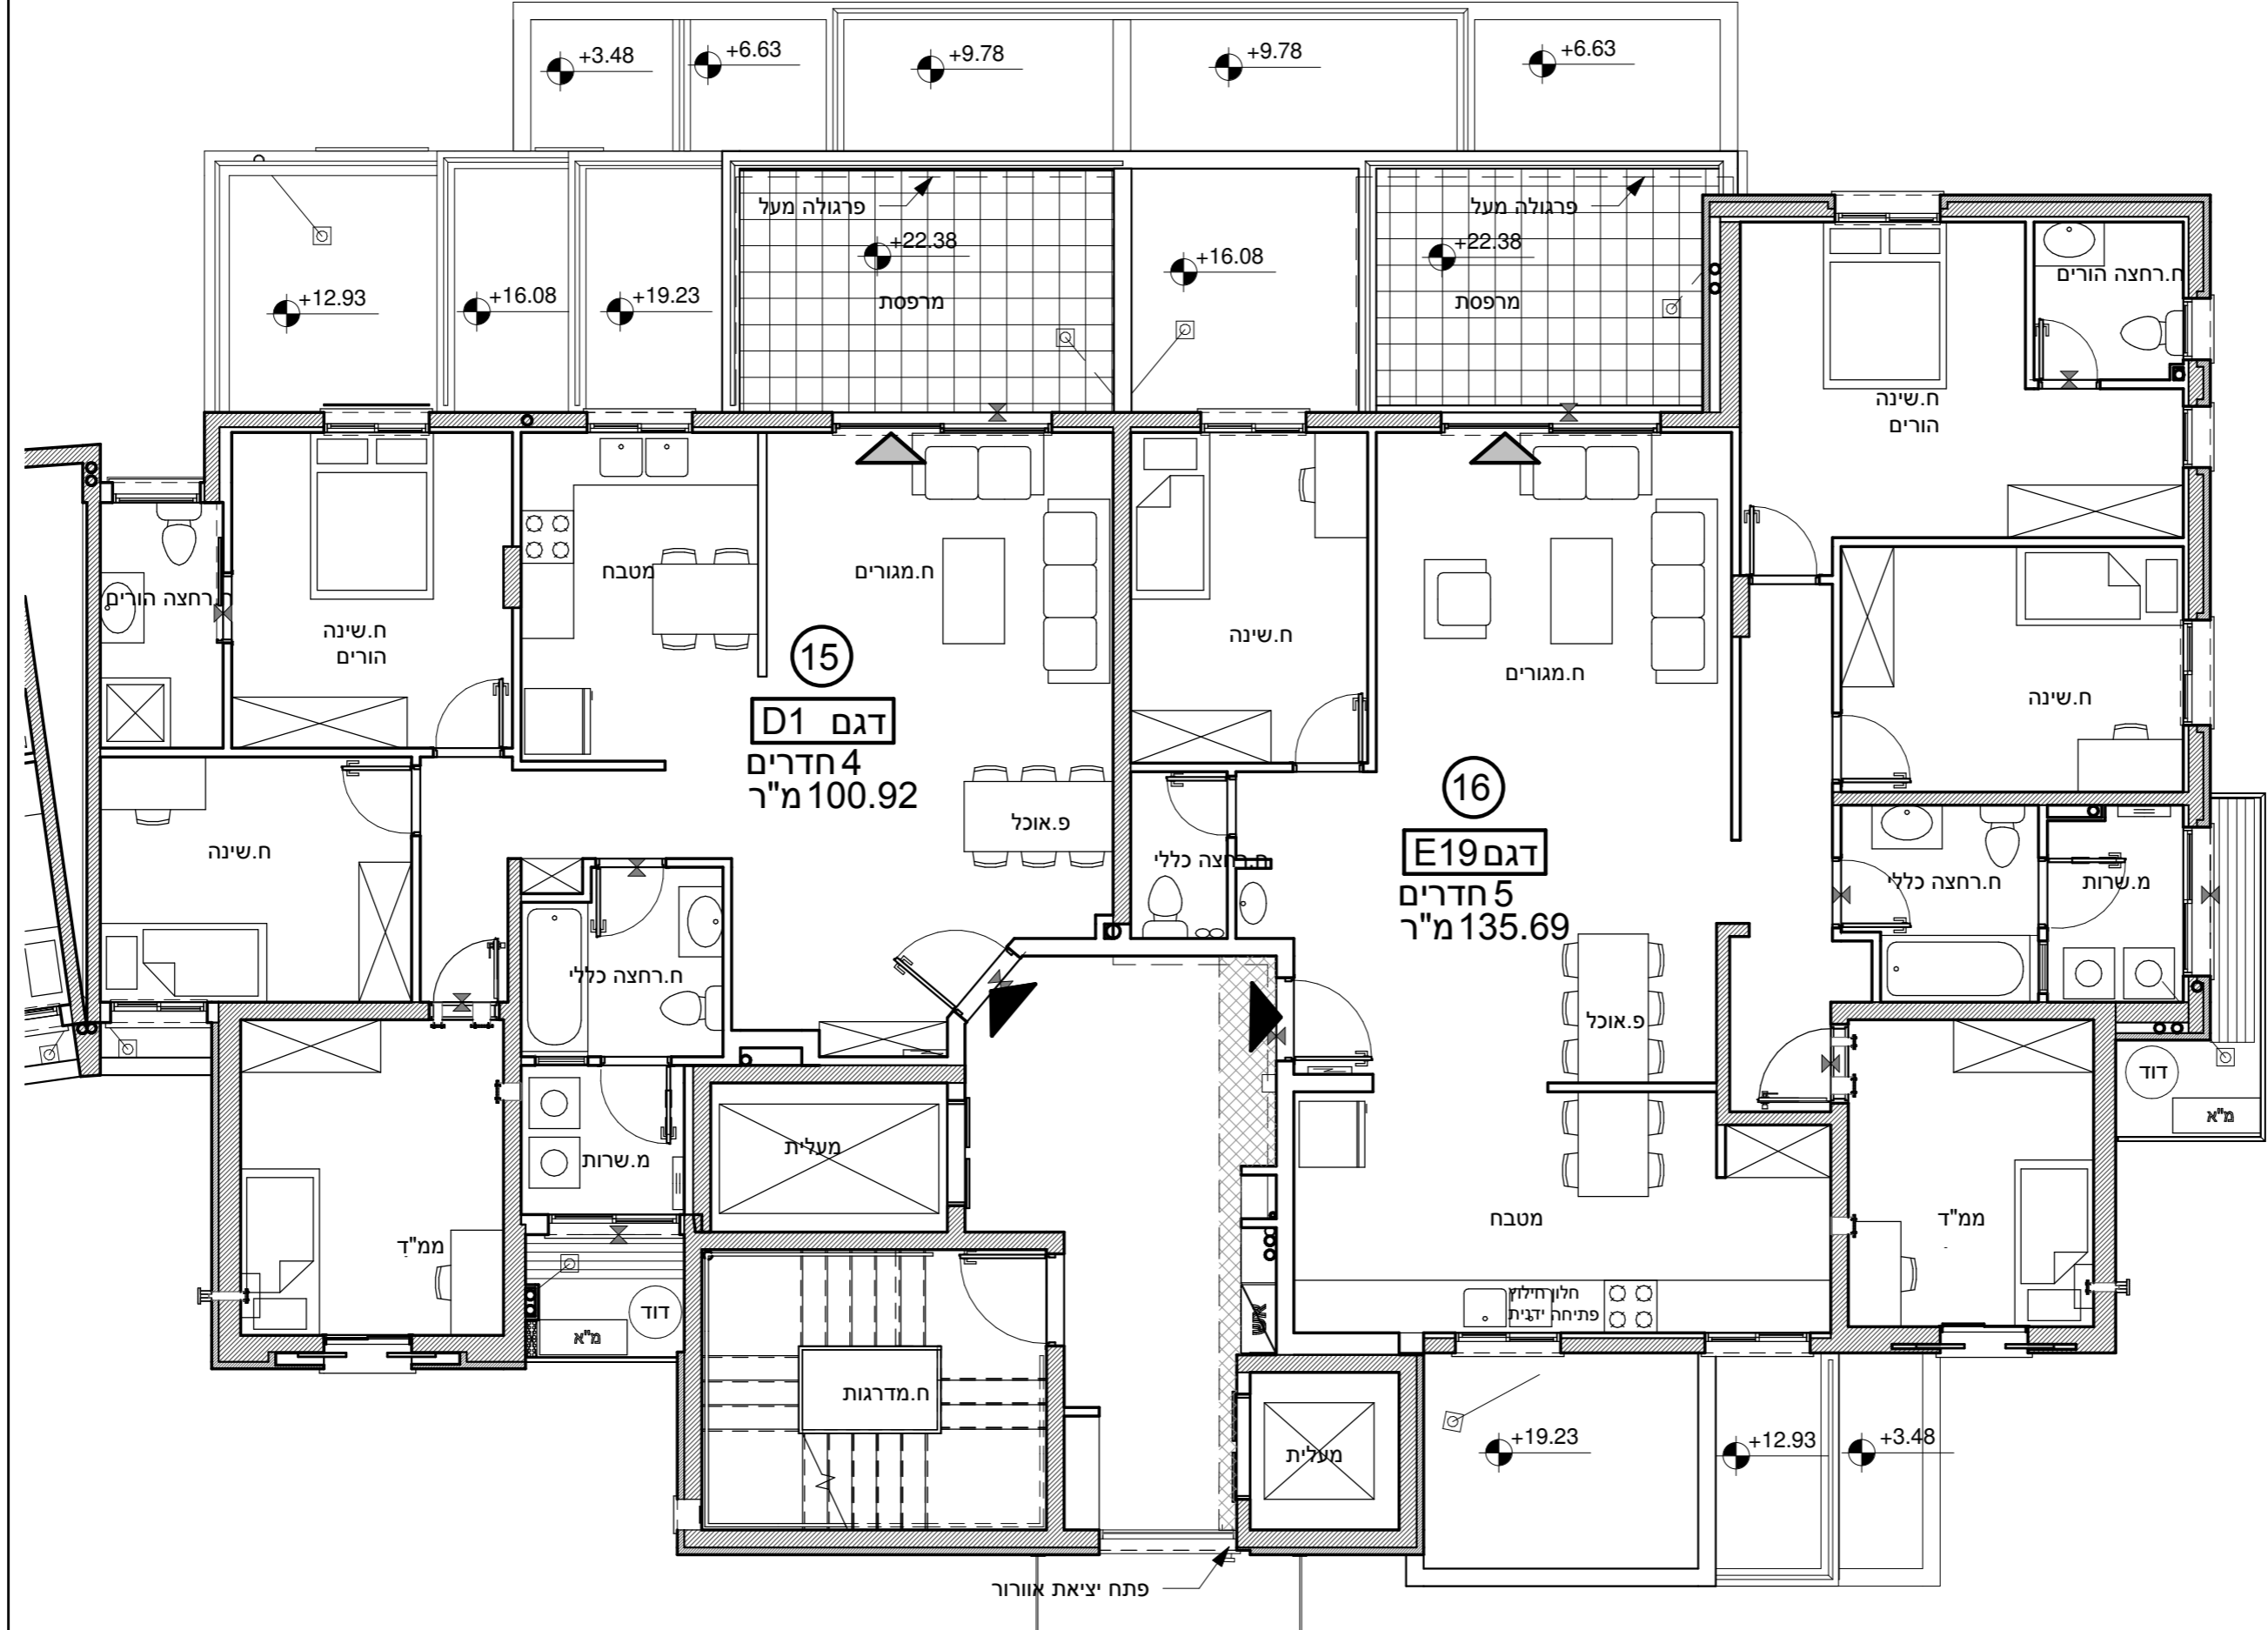 +3.48
+6.63
+9.78
+9.78
+6.63
פרגולה מעל
פרגולה מעל
+22.38
+22.38
+16.08
+12.93
+16.08
+19.23
מרפסת
מרפסת
ח.רחצה הורים
ח.שינה
הורים
ח.רחצה הורים
ח.שינה
הורים
מטבח
ח.מגורים
ח.שינה
ח.מגורים
ח.שינה
15
דגם D1
4 חדרים
100.92 מ"ר
16
דגם E19
5 חדרים
135.69 מ"ר
פ.אוכל
ח.שינה
ח.רחצה כללי
ח.רחצה כללי
מ.שרות
ח.רחצה כללי
פ.אוכל
דוד
מ"א
מעלית
מ.שרות
ממ"ד
מטבח
ממ"ד
דוד
מ"א
חלון חילוץ
פתיחה ידנית
אש
ח.מדרגות
מעלית
+19.23
+12.93
+3.48
פתח יציאת אוורור